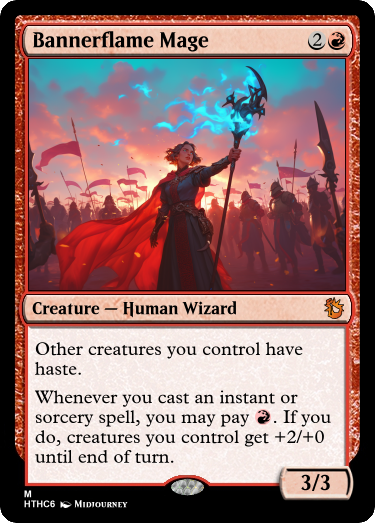 Bannerflame Mage 2
Creature — Human Wizard
Other creatures you control have
haste.
Whenever you cast an instant or
sorcery spell, you may pay . If you
do, creatures you control get +2/+0
until end of turn.
3/3
M
HTHC6 Midjourney